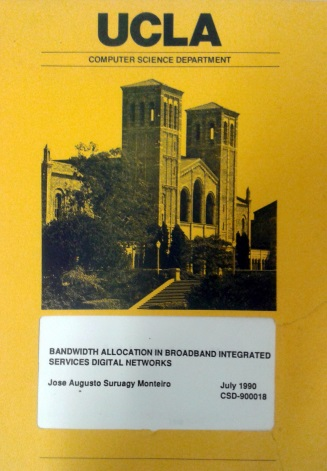 UCLA
COMPUTER SCIENCE DEPARTMENT
BANDWIDTH ALLOCATION IN BROADBAND INTEGRATED
SERVICES DIGITAL NETWORKS
Jose Augusto Suruagy Monteiro July 1990
CSD-900018